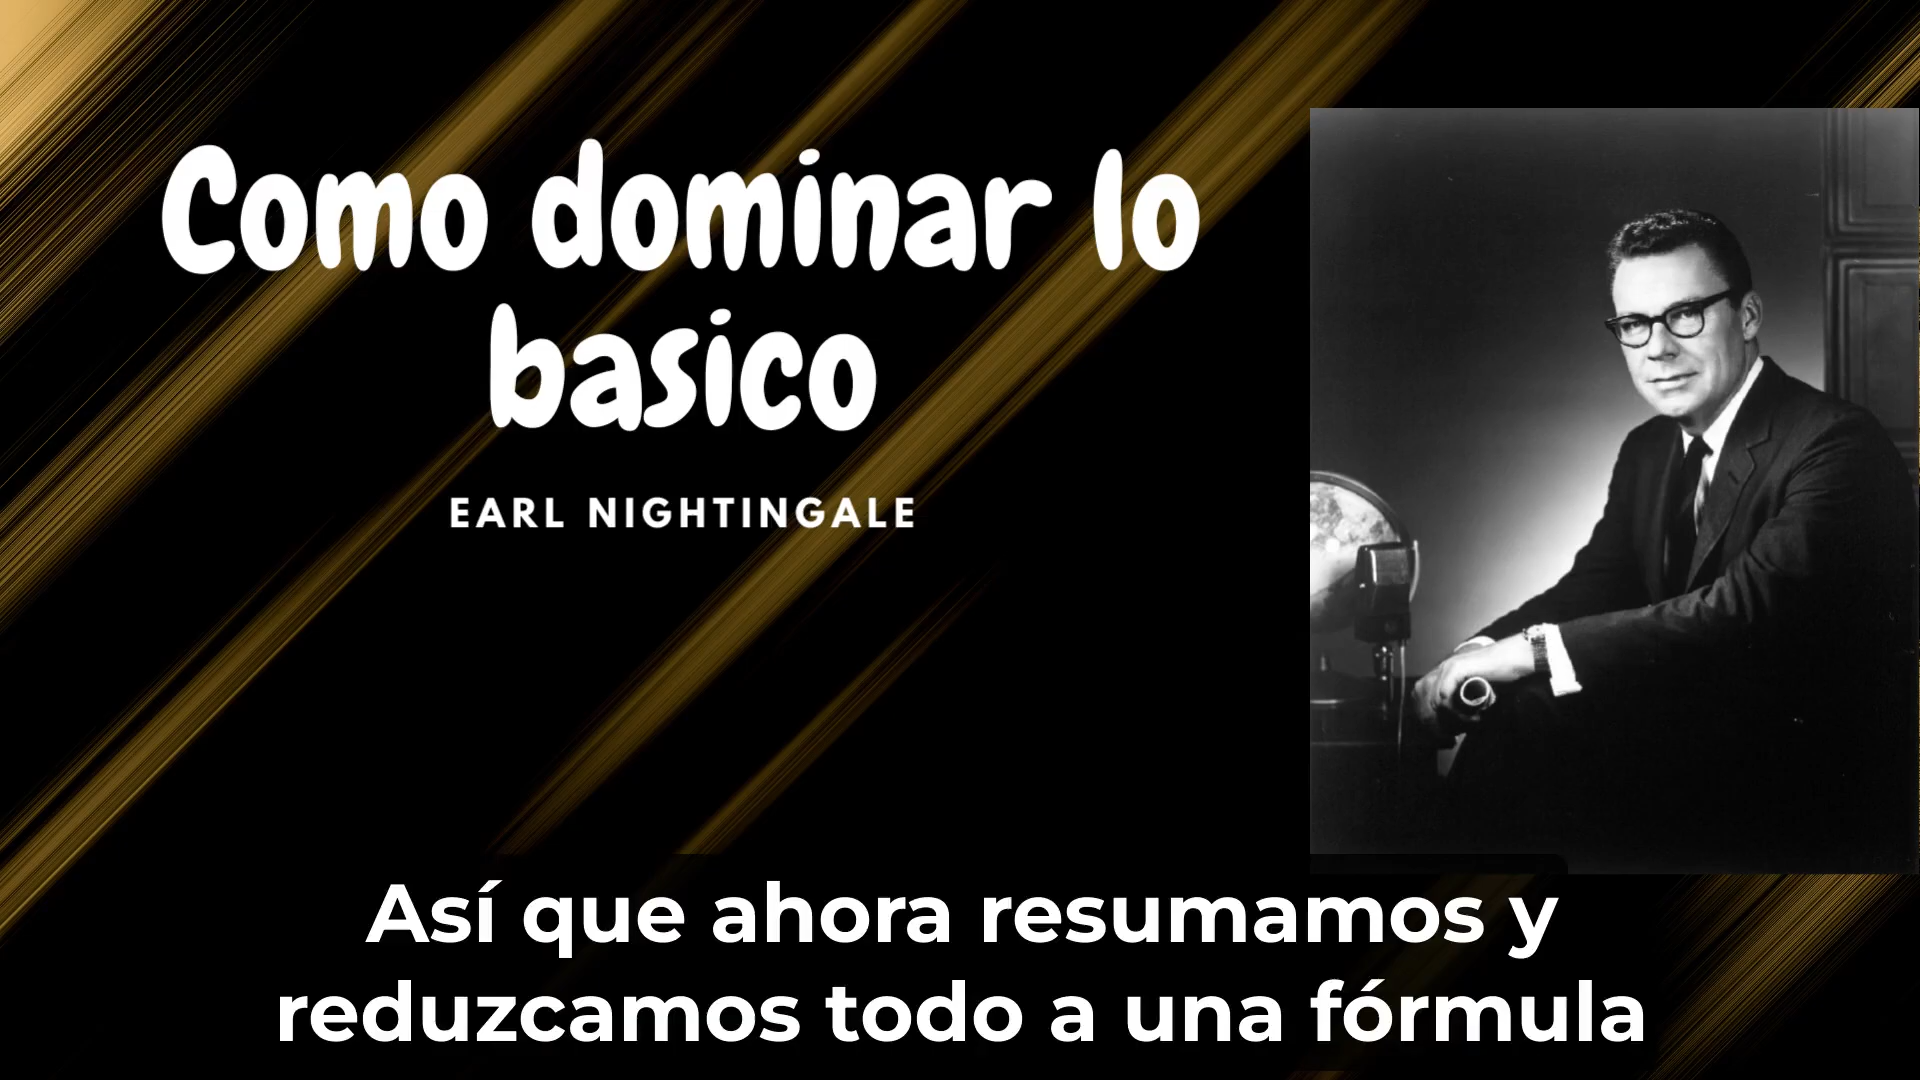 Como dominar lo
basico
EARL NIGHTINGALE
Así que ahora resumamos y
reduzcamos todo a una fórmula